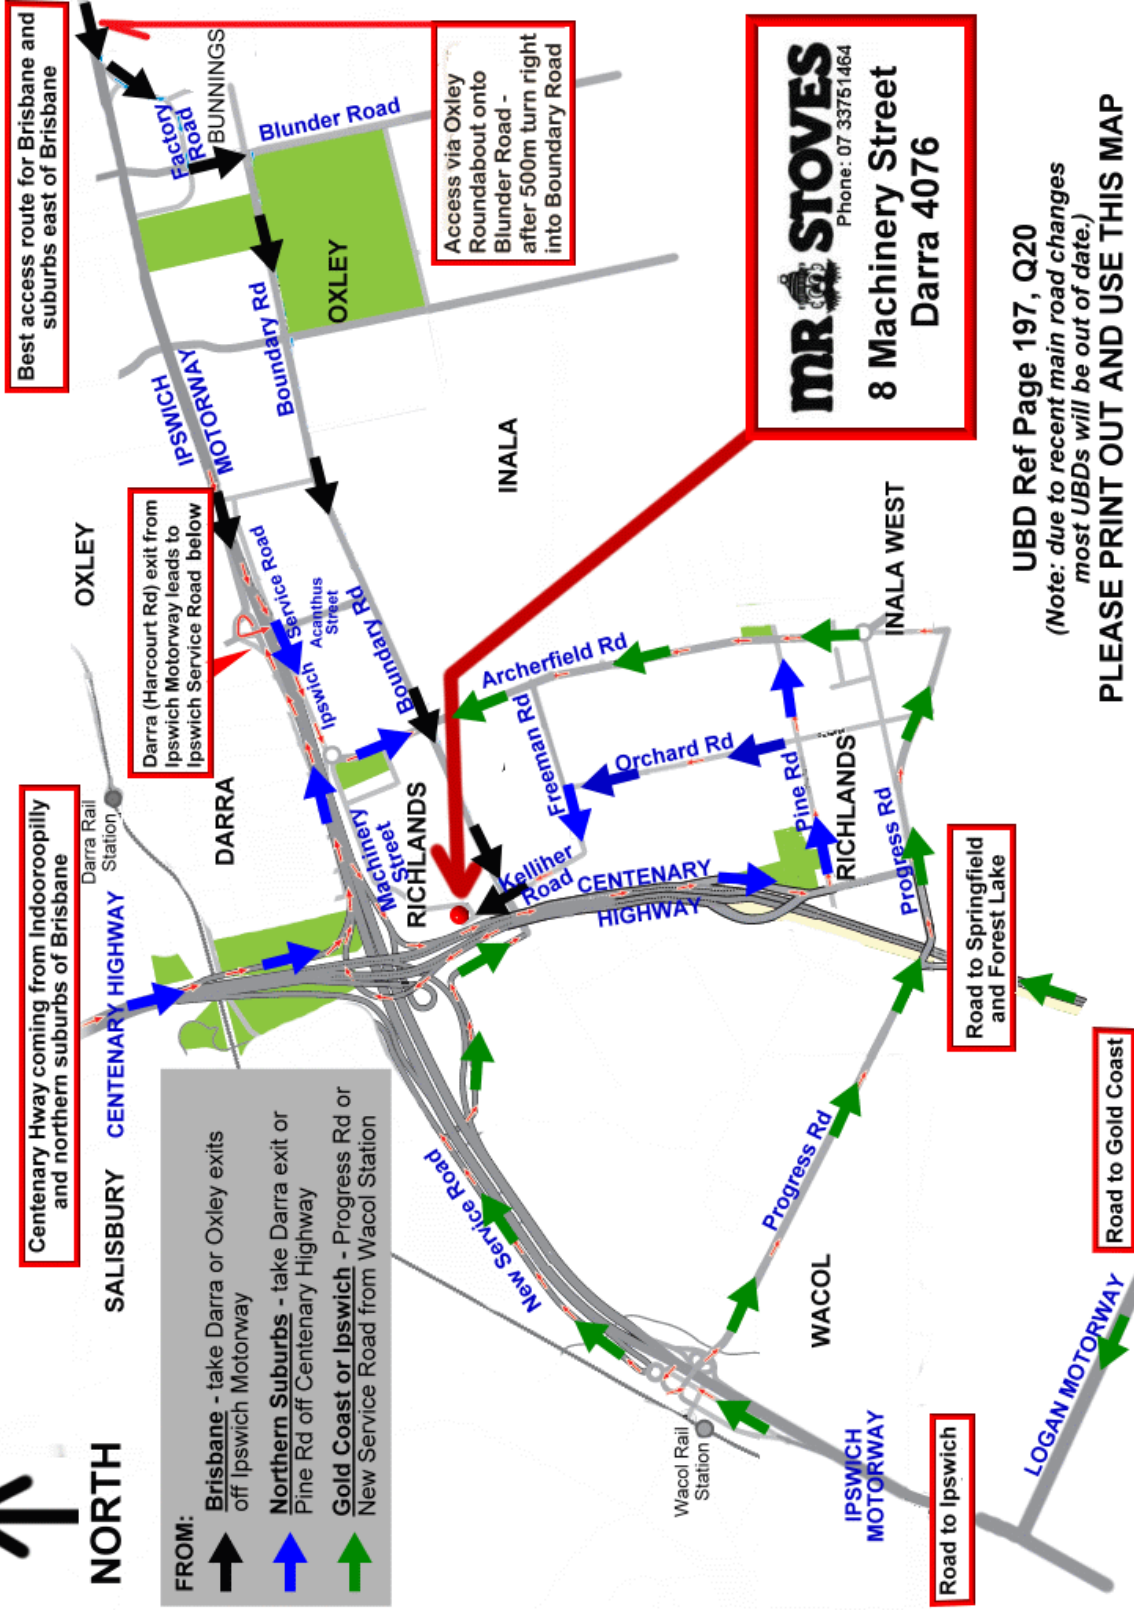 Best access route for Brisbane and
suburbs east of Brisbane
Centenary Hway coming from Indooroopilly
and northern suburbs of Brisbane
Darra (Harcourt Rd) exit from
Ipswich Motorway leads to
Ipswich Service Road below
Access via Oxley
Roundabout onto
Blunder Road -
after 500m turn right
into Boundary Road
NORTH
SALISBURY
CENTENARY HIGHWAY
Darra Rail
Station
DARRA
OXLEY
IPSWICH
MOTORWAY
Factory
Road
BUNNINGS
Blunder Road
OXLEY
Boundary Rd
INALA
Service Road
Ipswich
Acanthus
Street
Boundary Rd
Machinery
Street
RICHLANDS
Archerfield Rd
Freeman Rd
Orchard Rd
Kelliher
Road
CENTENARY
HIGHWAY
Pine Rd
RICHLANDS
Progress Rd
INALA WEST
mR STOVES
Phone: 07 33751464
8 Machinery Street
Darra 4076
FROM:
Brisbane - take Darra or Oxley exits
off Ipswich Motorway
Northern Suburbs - take Darra exit or
Pine Rd off Centenary Highway
Gold Coast or Ipswich - Progress Rd or
New Service Road from Wacol Station
New Service Road
Wacol Rail
Station
Progress Rd
WACOL
IPSWICH
MOTORWAY
Road to Ipswich
LOGAN MOTORWAY
Road to Gold Coast
Road to Springfield
and Forest Lake
UBD Ref Page 197, Q20
(Note: due to recent main road changes
most UBDs will be out of date.)
PLEASE PRINT OUT AND USE THIS MAP